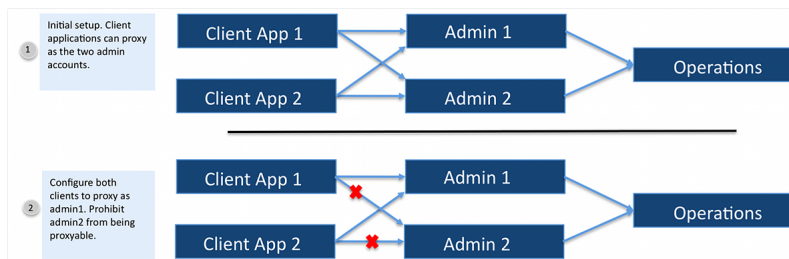 1
Initial setup. Client
applications can proxy
as the two admin
accounts.
Client App 1
Admin 1
Client App 2
Admin 2
Operations
2
Configure both
clients to proxy as
admin1. Prohibit
admin2 from being
proxyable.
Client App 1
Admin 1
Client App 2
Admin 2
Operations